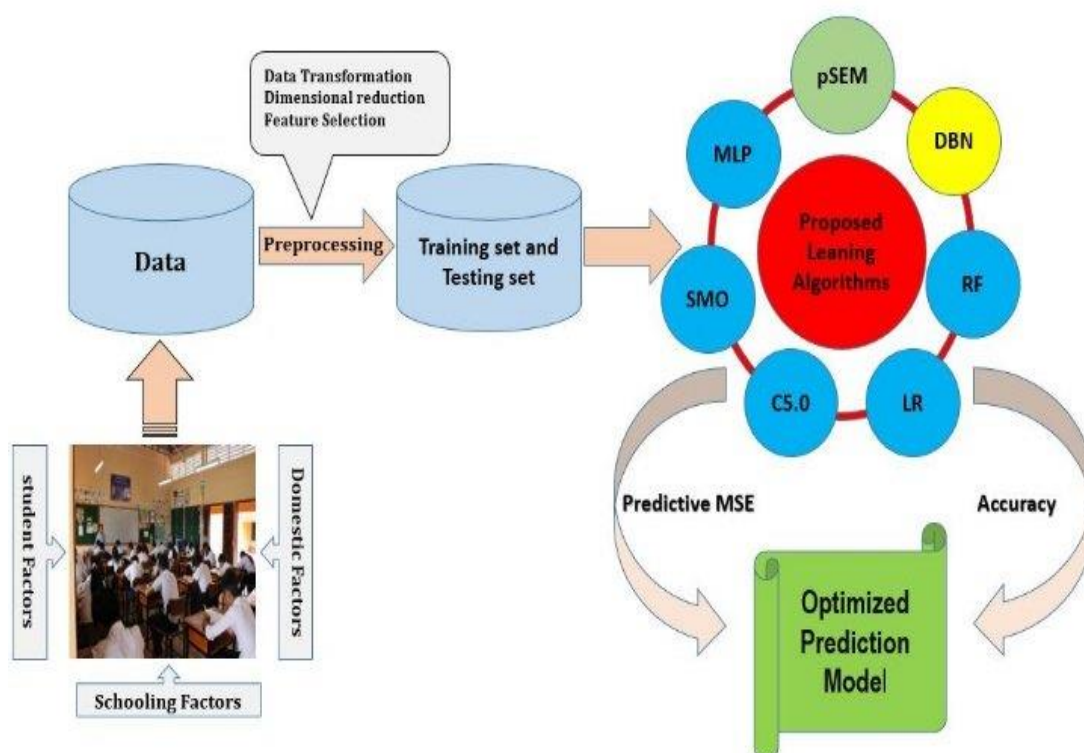 Data Transformation
Dimensional reduction
Feature Selection
Data
Preprocessing
Training set and
Testing set
pSEM
MLP
DBN
Proposed
Leaning
Algorithms
SMO
RF
C5.0
LR
student Factors
Domestic Factors
Schooling Factors
Predictive MSE
Accuracy
Optimized
Prediction
Model